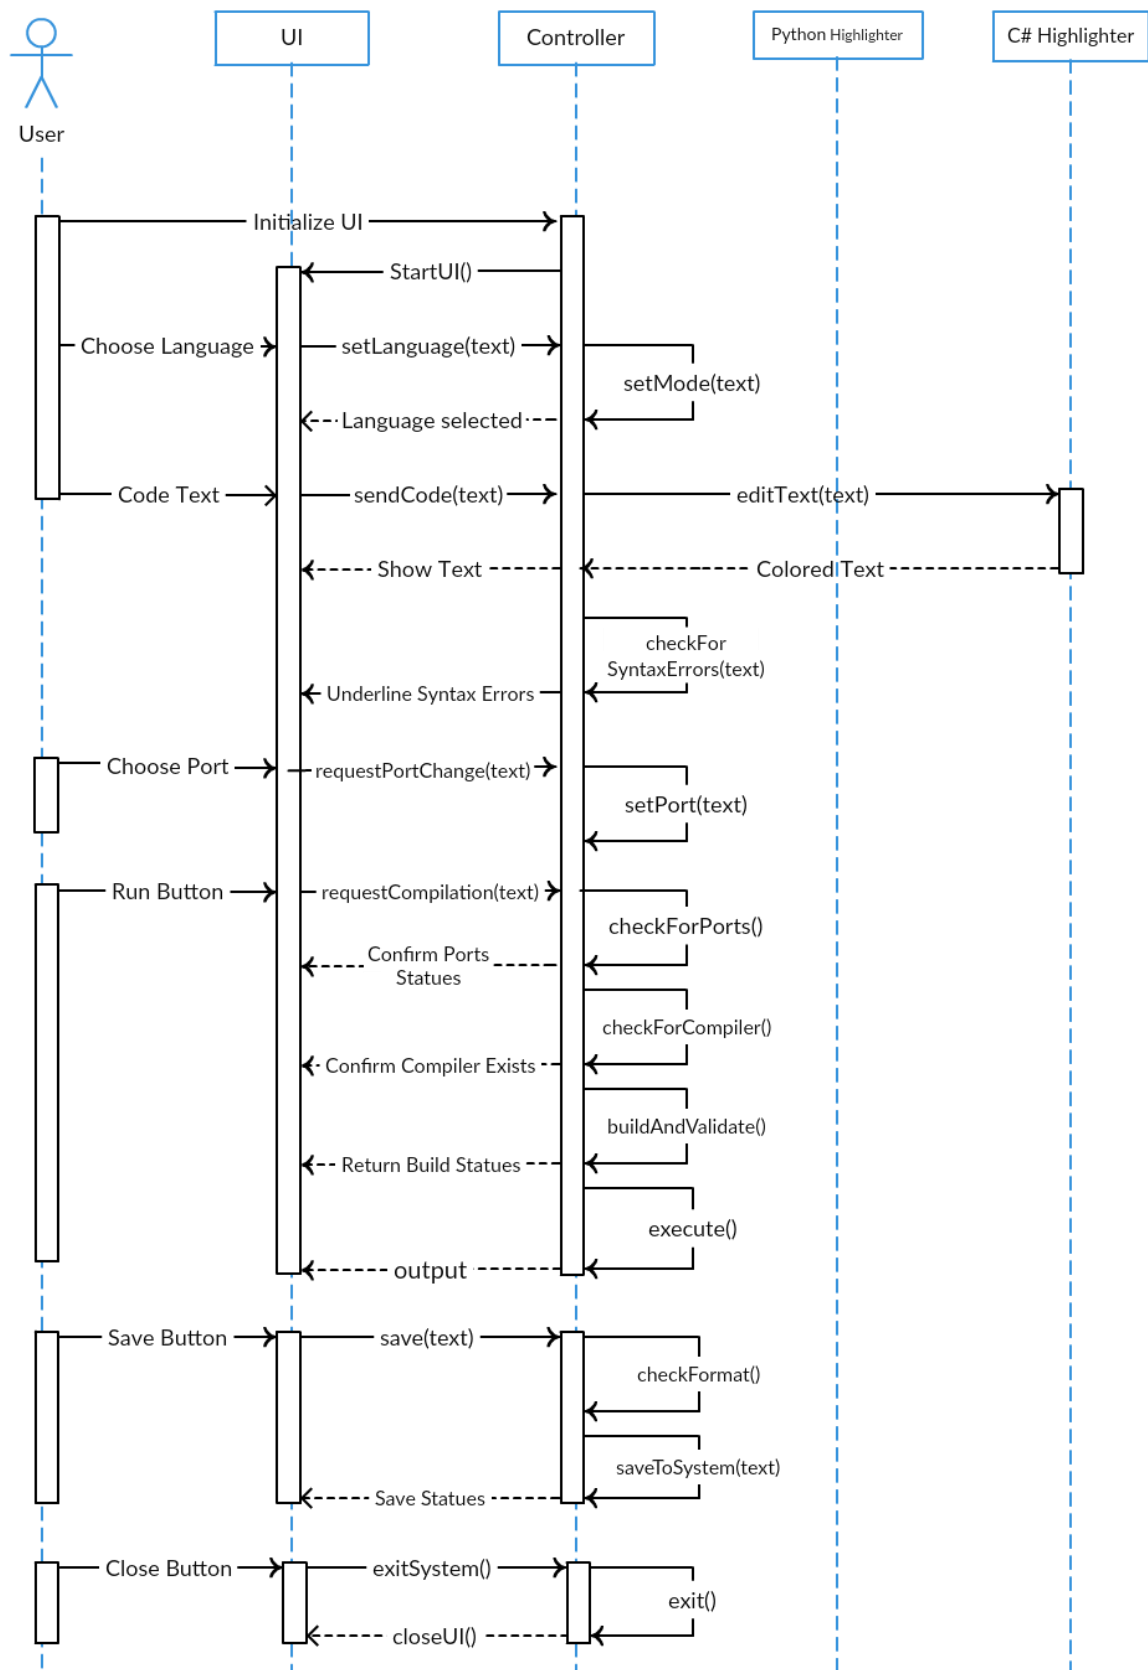 UI
Controller
Python Highlighter
C# Highlighter
User
Initialize UI
StartUI()
Choose Language
setLanguage(text)
setMode(text)
Language selected
Code Text
sendCode(text)
editText(text)
Show Text
Colored Text
checkFor
SyntaxErrors(text)
Underline Syntax Errors
Choose Port
requestPortChange(text)
setPort(text)
Run Button
requestCompilation(text)
checkForPorts()
Confirm Ports
Statues
checkForCompiler()
Confirm Compiler Exists
buildAndValidate()
Return Build Statues
execute()
output
Save Button
save(text)
checkFormat()
saveToSystem(text)
Save Statues
Close Button
exitSystem()
exit()
closeUI()